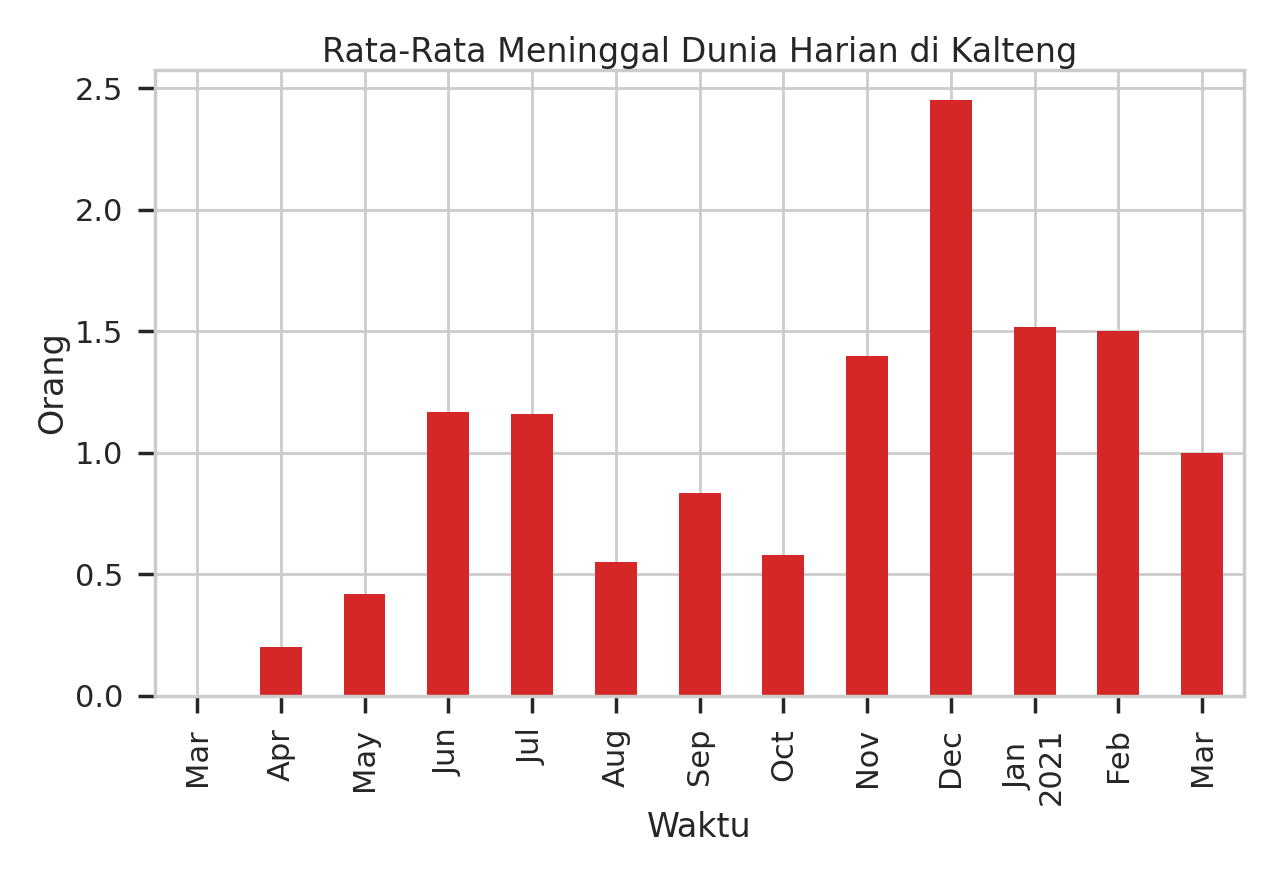 Rata-Rata Meninggal Dunia Harian di Kalteng
2.5
2.0
1.5
1.0
0.5
0.0
Orang
Mar
Apr
May
Jun
Jul
Aug
Sep
Oct
Nov
Dec
Jan
2021
Feb
Mar
Waktu